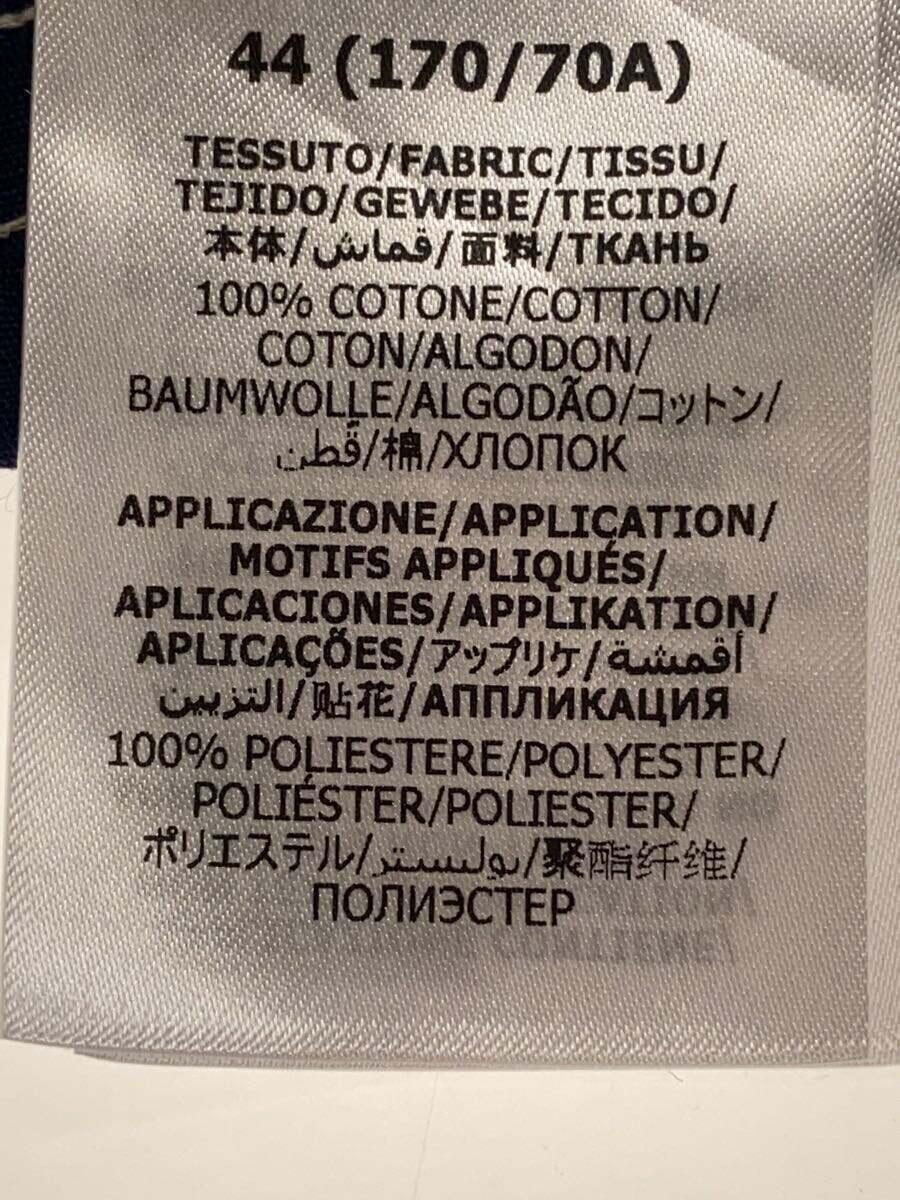 44 (170/70A)
TESSUTO/FABRIC/TISSU/
TEJIDO/GEWEBE/TECIDO/
本体/قماش/面料/ТКАНЬ
100% COTONE/COTTON/
COTON/ALGODON/
BAUMWOLLE/ALGODÃO/コットン/
قطن/棉/ХЛОПОК
APPLICAZIONE/APPLICATION/
MOTIFS APPLIQUÉS/
APLICACIONES/APPLIKATION/
APLICAÇÕES/アップリケ/أقمشة
التزيين/贴花/АППЛИКАЦИЯ
100% POLIESTERE/POLYESTER/
POLIÉSTER/POLIESTER/
ポリエステル/بوليستر/聚酯纤维/
ПОЛИЭСТЕР